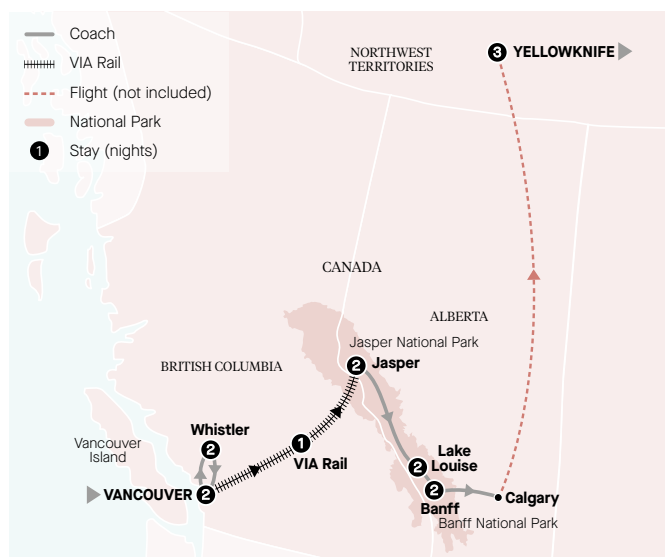 Coach
VIA Rail
Flight (not included)
National Park
1 Stay (nights)
NORTHWEST
TERRITORIES
3 YELLOWKNIFE
CANADA
ALBERTA
Jasper National Park
2 Jasper
BRITISH COLUMBIA
Whistler
2
1
VIA Rail
Vancouver
Island
VANCOUVER 2
Lake
2 Louise
2
Banff
Calgary
Banff National Park